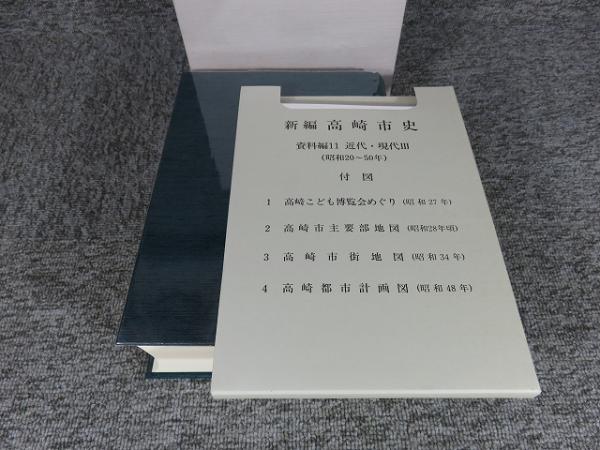 新編 高崎市史
資料編11 近代・現代III
(昭和20～50年)
付図
1 高崎こども博覧会めぐり (昭和27年)
2 高崎市主要部地図 (昭和28年頃)
3 高崎市街地図 (昭和34年)
4 高崎都市計画図 (昭和48年)